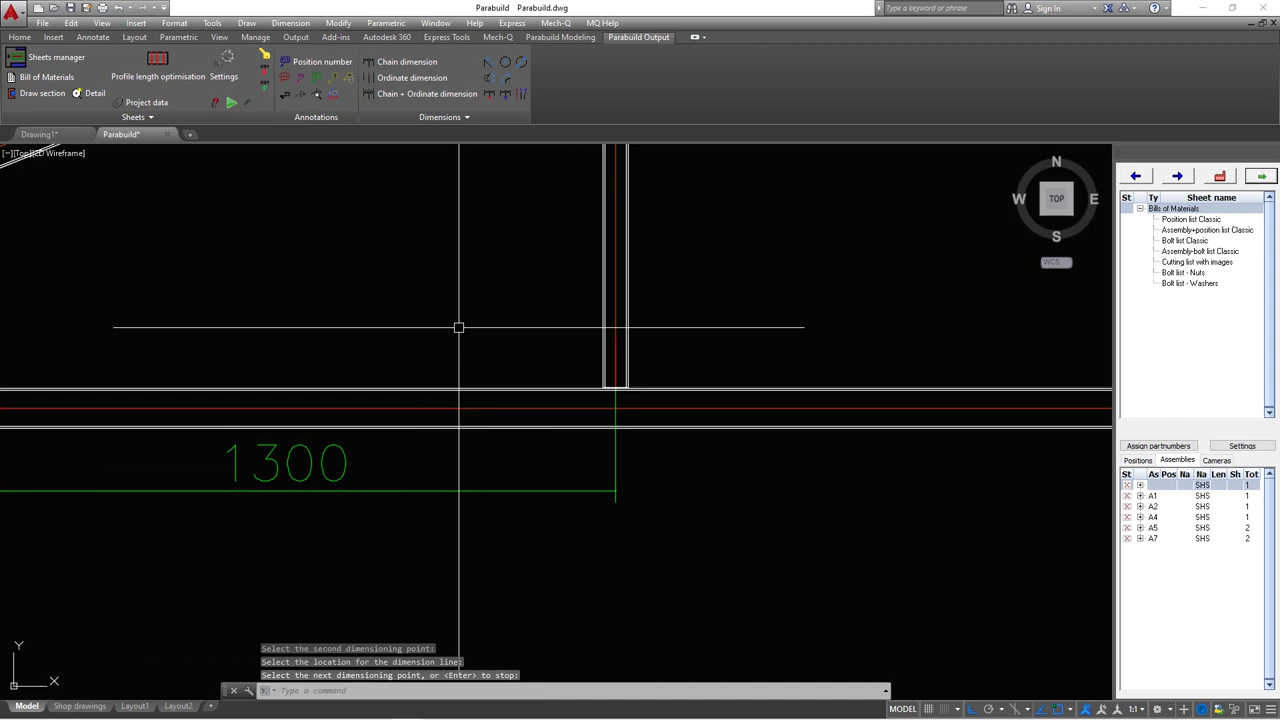 Parabuild Parabuild.dwg
Type a keyword or phrase
Sign In
File Edit View Insert Format Tools Draw Dimension Modify Parametric Window Help Express Mech-Q MQ Help
Home Insert Annotate Layout Parametric View Manage Output Add-ins Autodesk 360 Express Tools Mech-Q Parabuild Modeling Parabuild Output
Sheets manager
Bill of Materials
Draw section Detail
Profile length optimisation
Settings
Project data
Sheets
Position number
Annotations
Chain dimension
Ordinate dimension
Chain + Ordinate dimension
Dimensions
Drawing1* Parabuild*
[−][Top][2D Wireframe]
N
W TOP E
S
WCS
1300
St Ty Sheet name
Bills of Materials
Position list Classic
Assembly+position list Classic
Bolt list Classic
Assembly-bolt list Classic
Cutting list with images
Bolt list - Nuts
Bolt list - Washers
Assign partnumbers Settings
Positions Assemblies Cameras
St As Pos Na Na Len Sh Tot
SHS 1
A1 SHS 1
A2 SHS 1
A4 SHS 1
A5 SHS 2
A7 SHS 2
Select the second dimensioning point:
Select the location for the dimension line:
Select the next dimensioning point, or <Enter> to stop:
Type a command
Y
X
Model Shop drawings Layout1 Layout2 +
MODEL 1:1